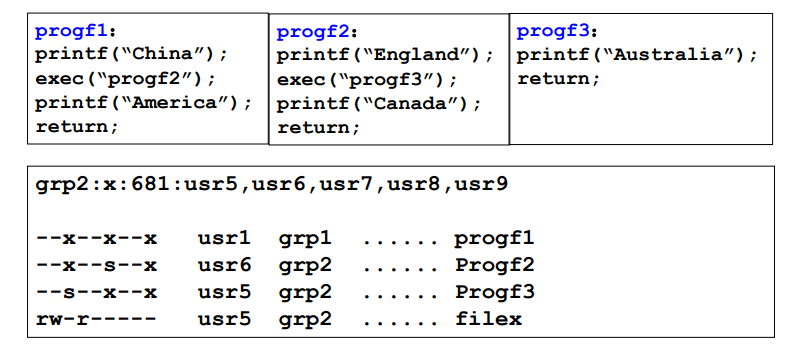 progf1:
printf(“China”);
exec(“progf2”);
printf(“America”);
return;
progf2:
printf(“England”);
exec(“progf3”);
printf(“Canada”);
return;
progf3:
printf(“Australia”);
return;
grp2:x:681:usr5,usr6,usr7,usr8,usr9
--x--x--x usr1 grp1 ...... progf1
--x--s--x usr6 grp2 ...... Progf2
--s--x--x usr5 grp2 ...... Progf3
rw-r----- usr5 grp2 ...... filex